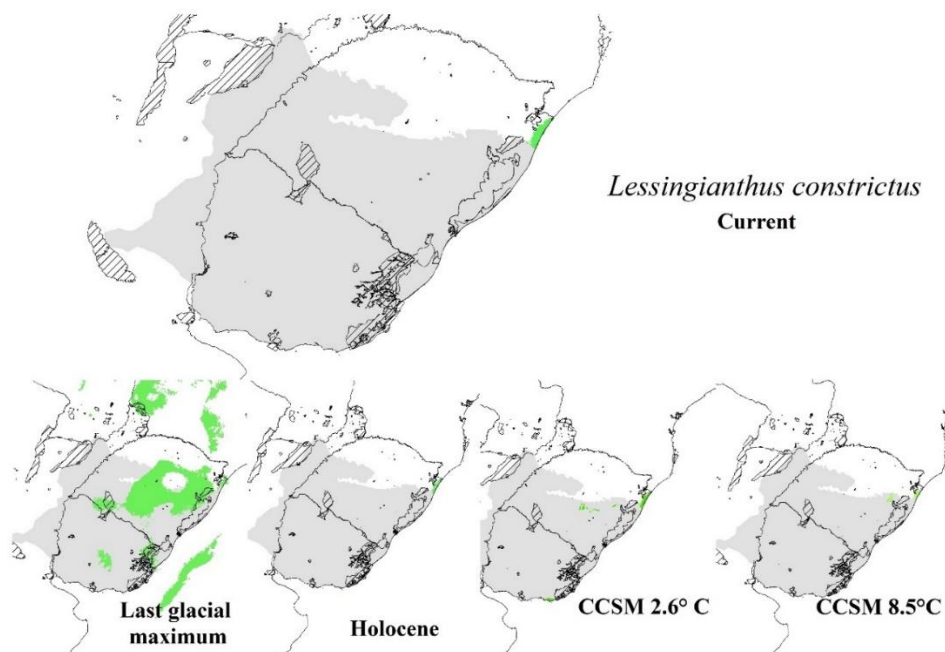 Lessingianthus constrictus
Current
Last glacial
maximum
Holocene
CCSM 2.6° C
CCSM 8.5°C